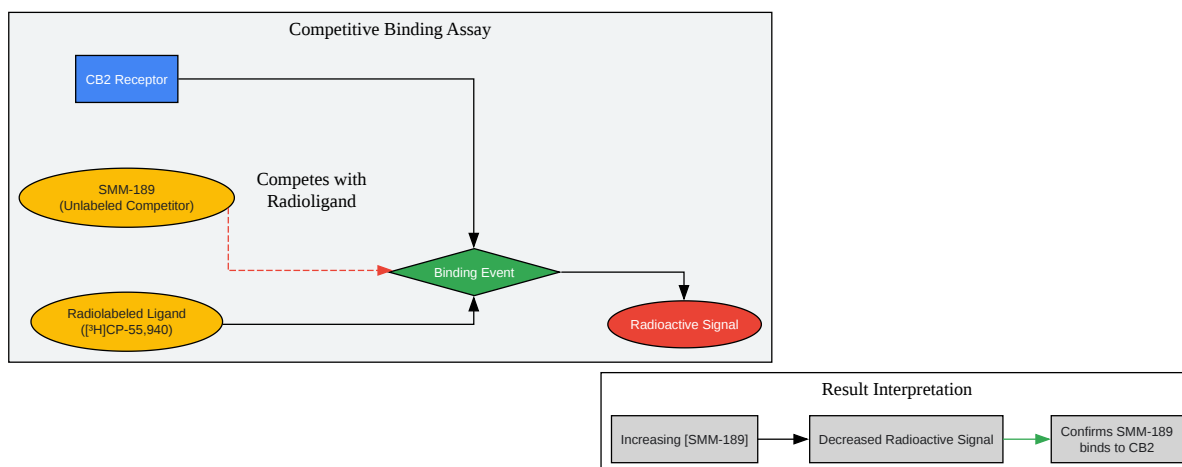 Competitive Binding Assay
CB2 Receptor
SMM-189
(Unlabeled Competitor)
Competes with
Radioligand
Binding Event
Radiolabeled Ligand
([³H]CP-55,940)
Radioactive Signal
Result Interpretation
Increasing [SMM-189]
Decreased Radioactive Signal
Confirms SMM-189
binds to CB2